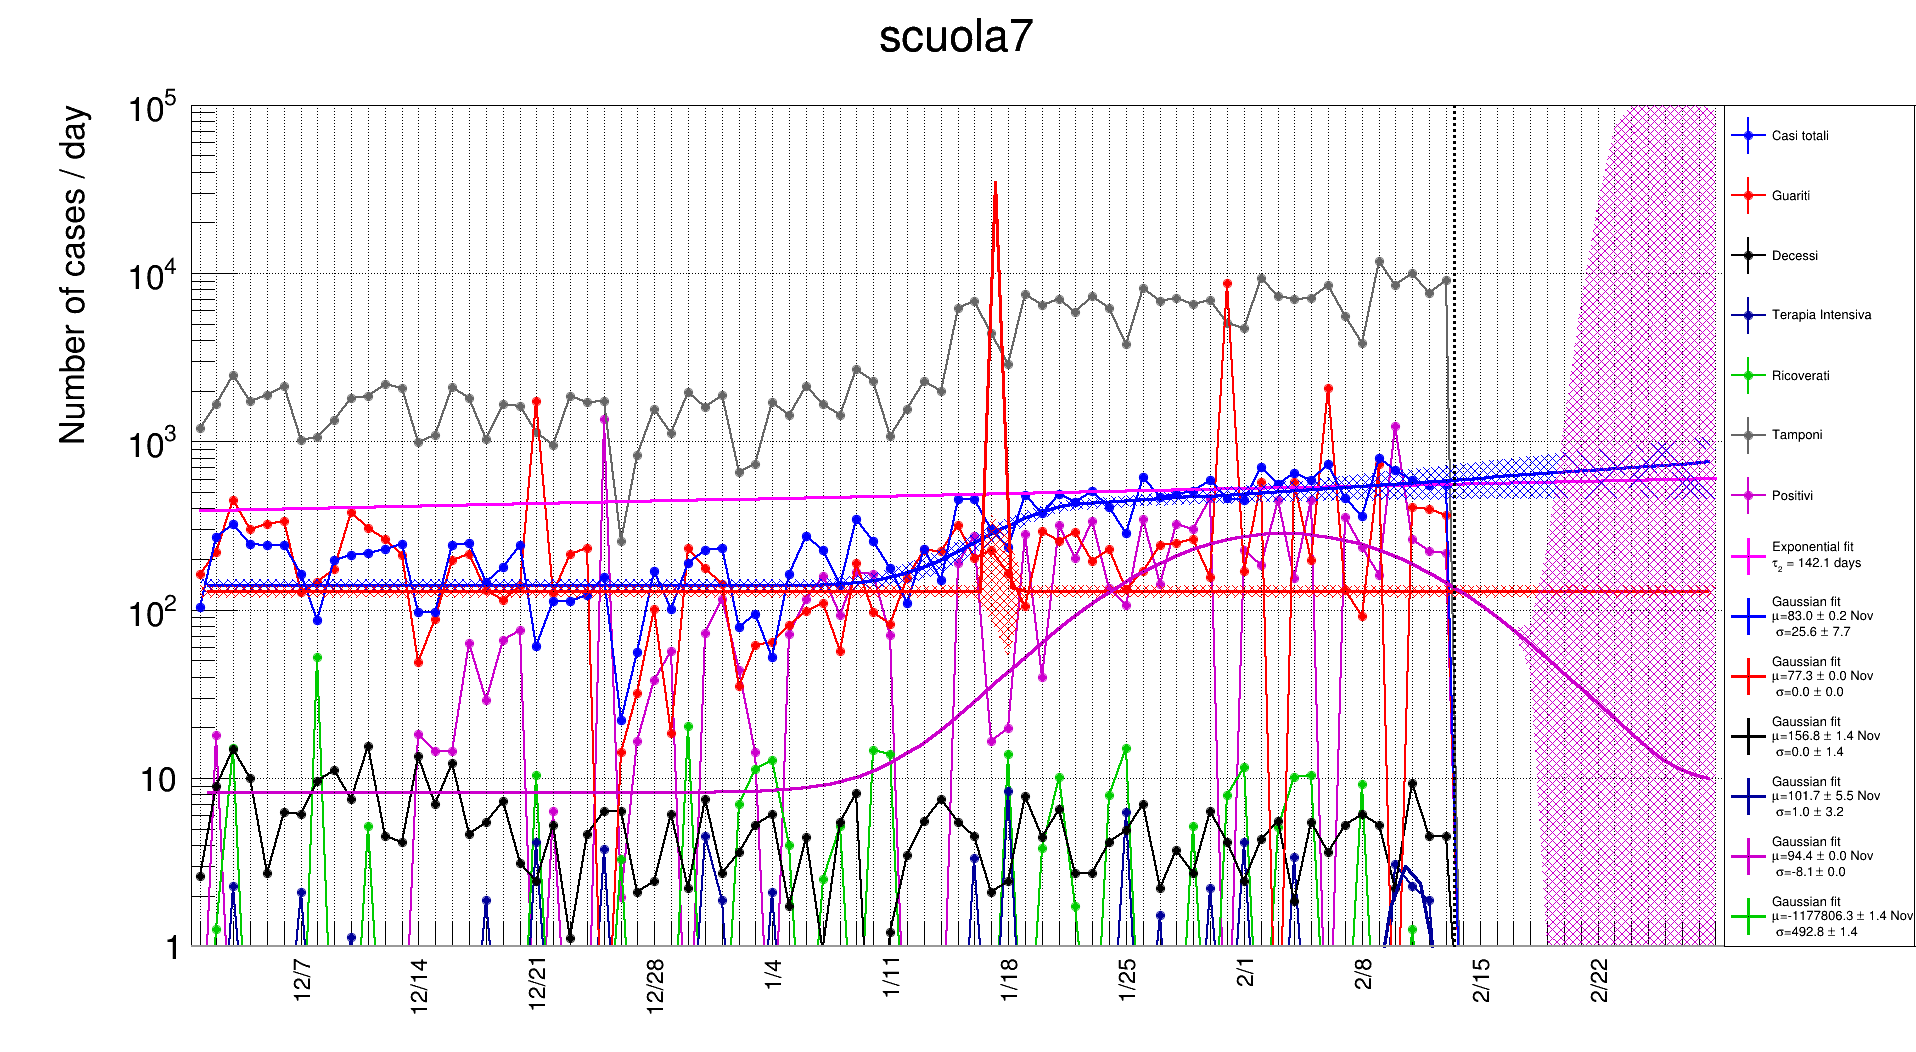 scuola7
Number of cases / day
10^5
10^4
10^3
10^2
10
1
12/7
12/14
12/21
12/28
1/4
1/11
1/18
1/25
2/1
2/8
2/15
2/22
Casi totali
Guariti
Decessi
Terapia Intensiva
Ricoverati
Tamponi
Positivi
Exponential fit
τ_2 = 142.1 days
Gaussian fit
μ=83.0 ± 0.2 Nov
σ=25.6 ± 7.7
Gaussian fit
μ=77.3 ± 0.0 Nov
σ=0.0 ± 0.0
Gaussian fit
μ=156.8 ± 1.4 Nov
σ=0.0 ± 1.4
Gaussian fit
μ=101.7 ± 5.5 Nov
σ=1.0 ± 3.2
Gaussian fit
μ=94.4 ± 0.0 Nov
σ=-8.1 ± 0.0
Gaussian fit
μ=-1177806.3 ± 1.4 Nov
σ=492.8 ± 1.4